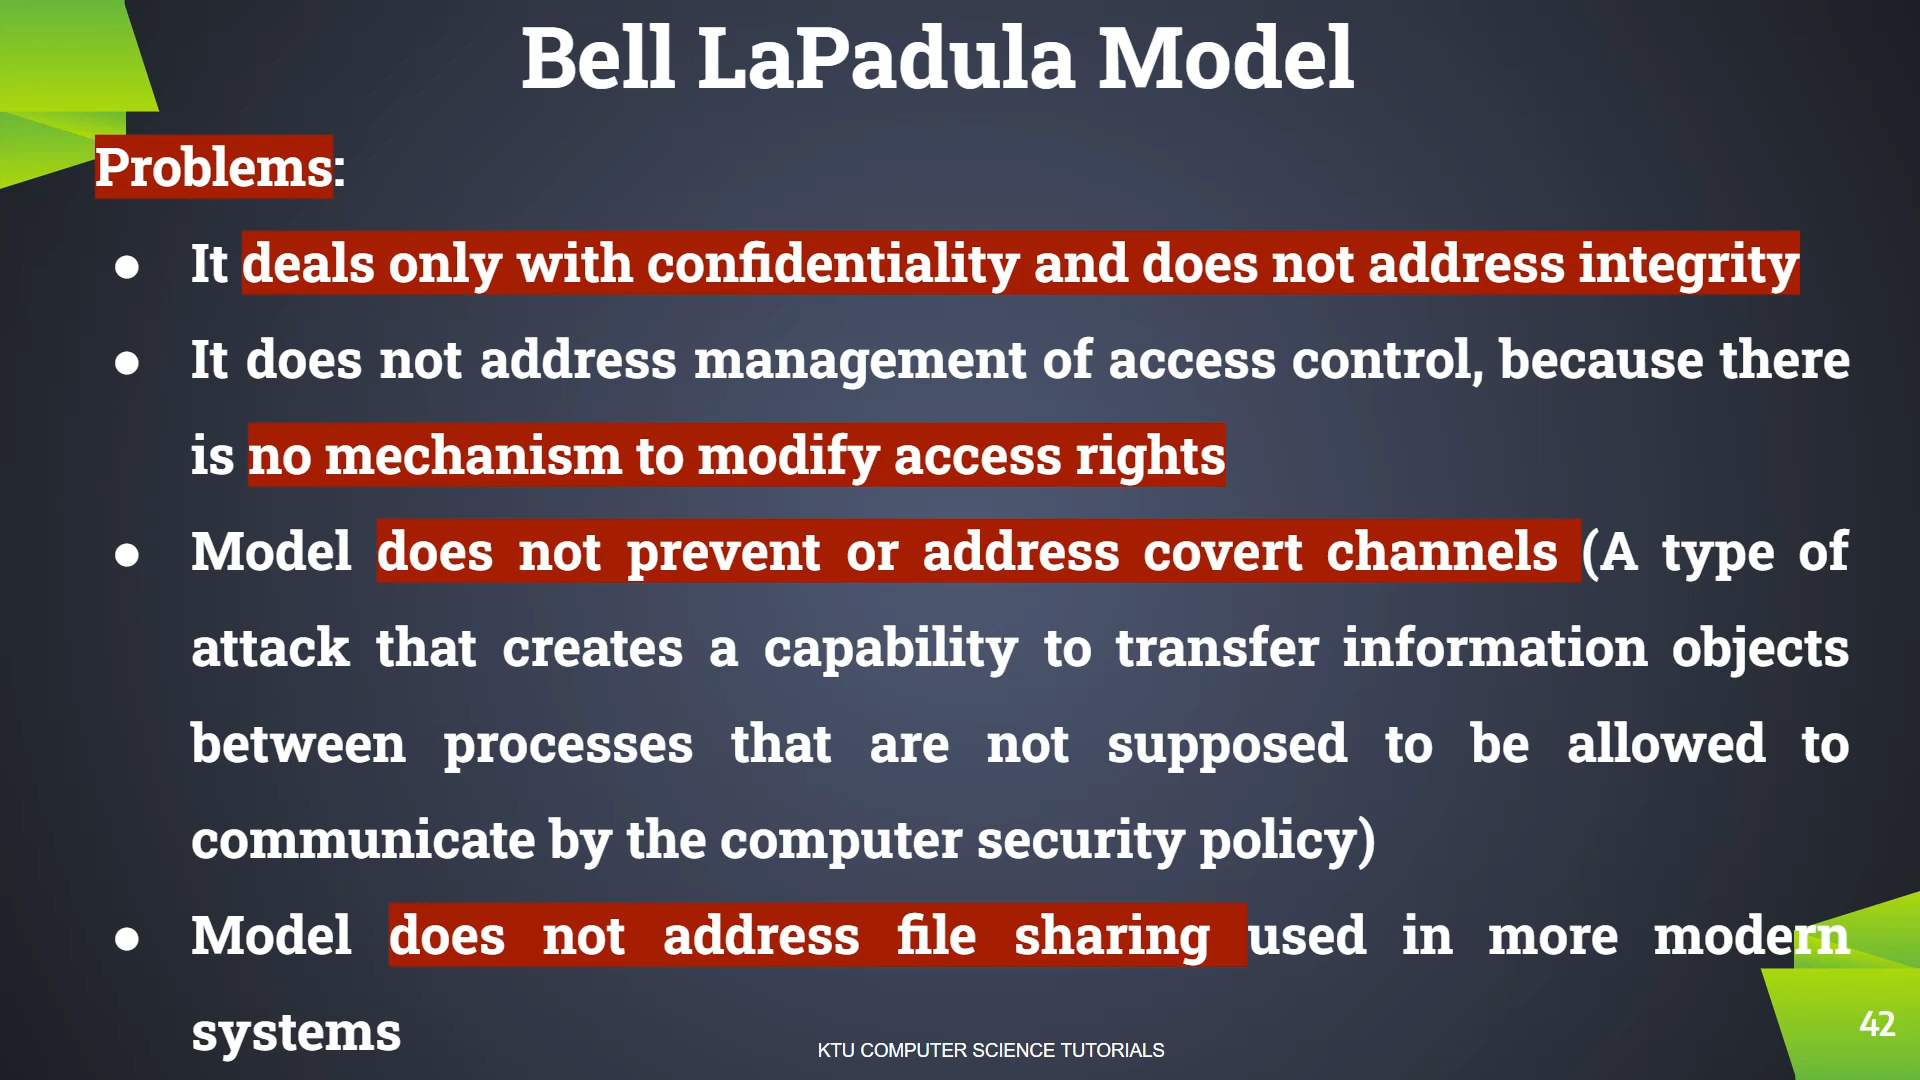 Bell LaPadula Model
Problems:
● It deals only with confidentiality and does not address integrity
● It does not address management of access control, because there
is no mechanism to modify access rights
● Model does not prevent or address covert channels (A type of
attack that creates a capability to transfer information objects
between processes that are not supposed to be allowed to
communicate by the computer security policy)
● Model does not address file sharing used in more modern
systems
KTU COMPUTER SCIENCE TUTORIALS
42